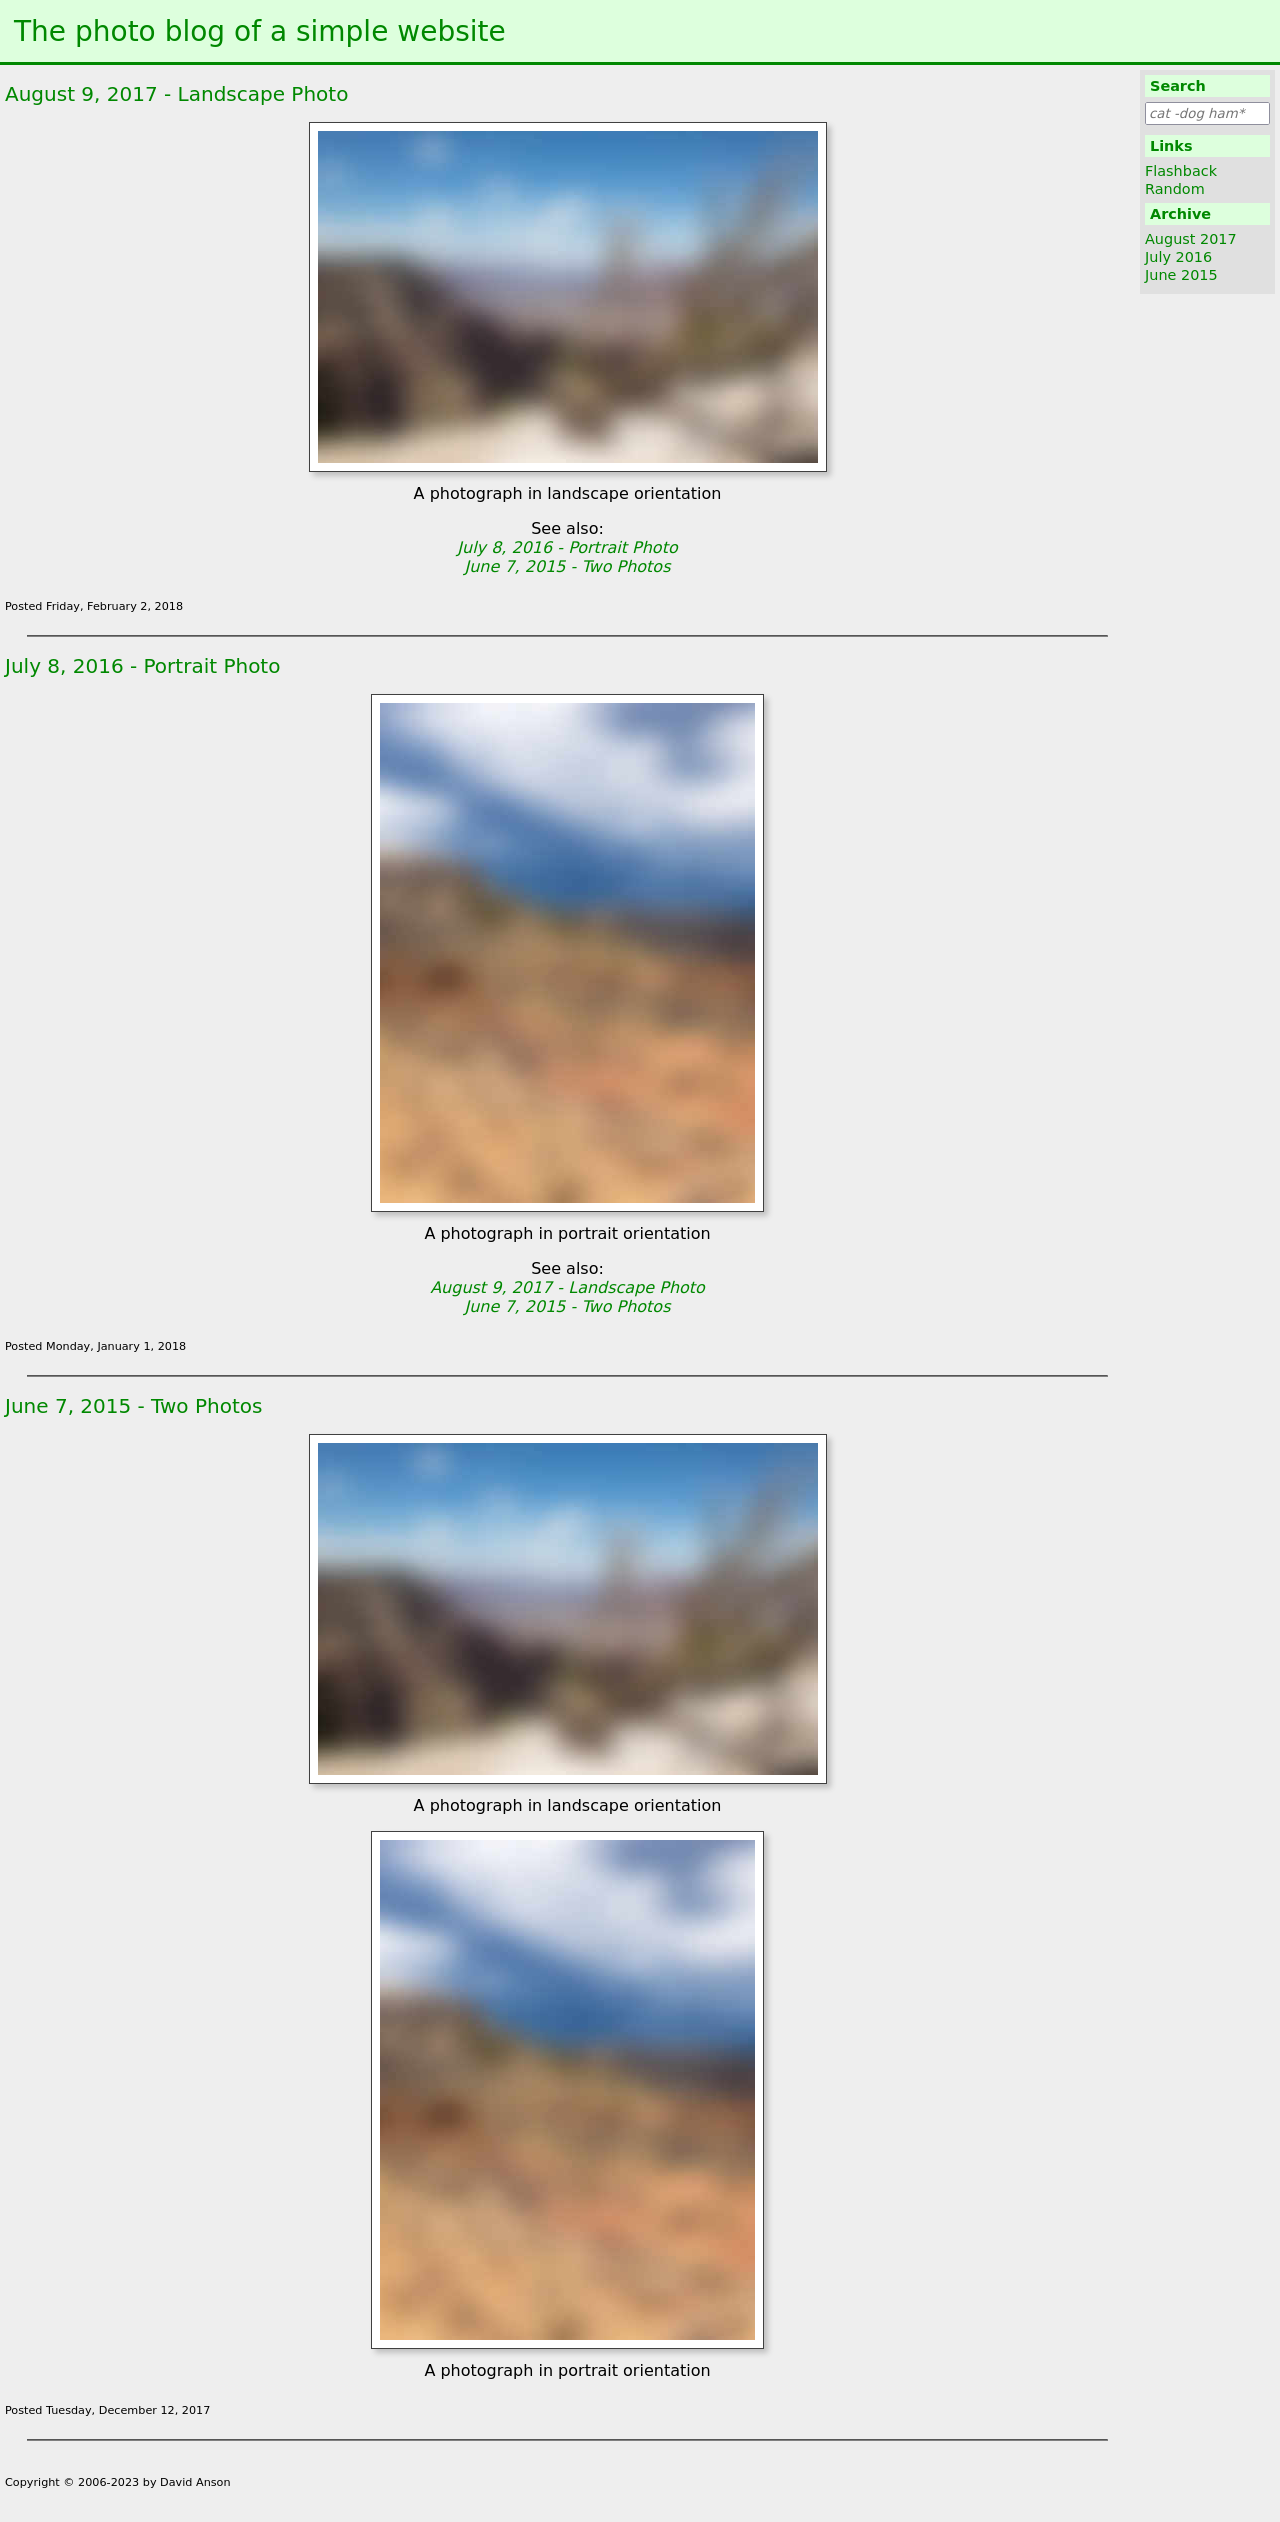 The photo blog of a simple website
August 9, 2017 - Landscape Photo
A photograph in landscape orientation
See also:
July 8, 2016 - Portrait Photo
June 7, 2015 - Two Photos
Posted Friday, February 2, 2018
July 8, 2016 - Portrait Photo
A photograph in portrait orientation
See also:
August 9, 2017 - Landscape Photo
June 7, 2015 - Two Photos
Posted Monday, January 1, 2018
June 7, 2015 - Two Photos
A photograph in landscape orientation
A photograph in portrait orientation
Posted Tuesday, December 12, 2017
Copyright © 2006-2023 by David Anson
Search
cat -dog ham*
Links
Flashback
Random
Archive
August 2017
July 2016
June 2015